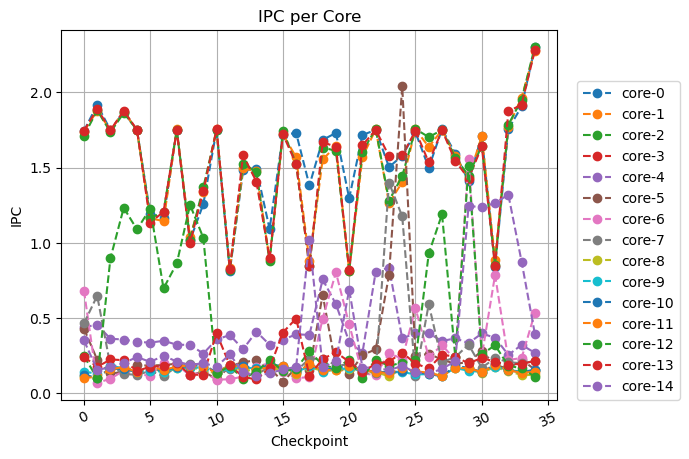 IPC per Core
IPC
2.0
1.5
1.0
0.5
0.0
0
5
10
15
20
25
30
35
Checkpoint
core-0
core-1
core-2
core-3
core-4
core-5
core-6
core-7
core-8
core-9
core-10
core-11
core-12
core-13
core-14